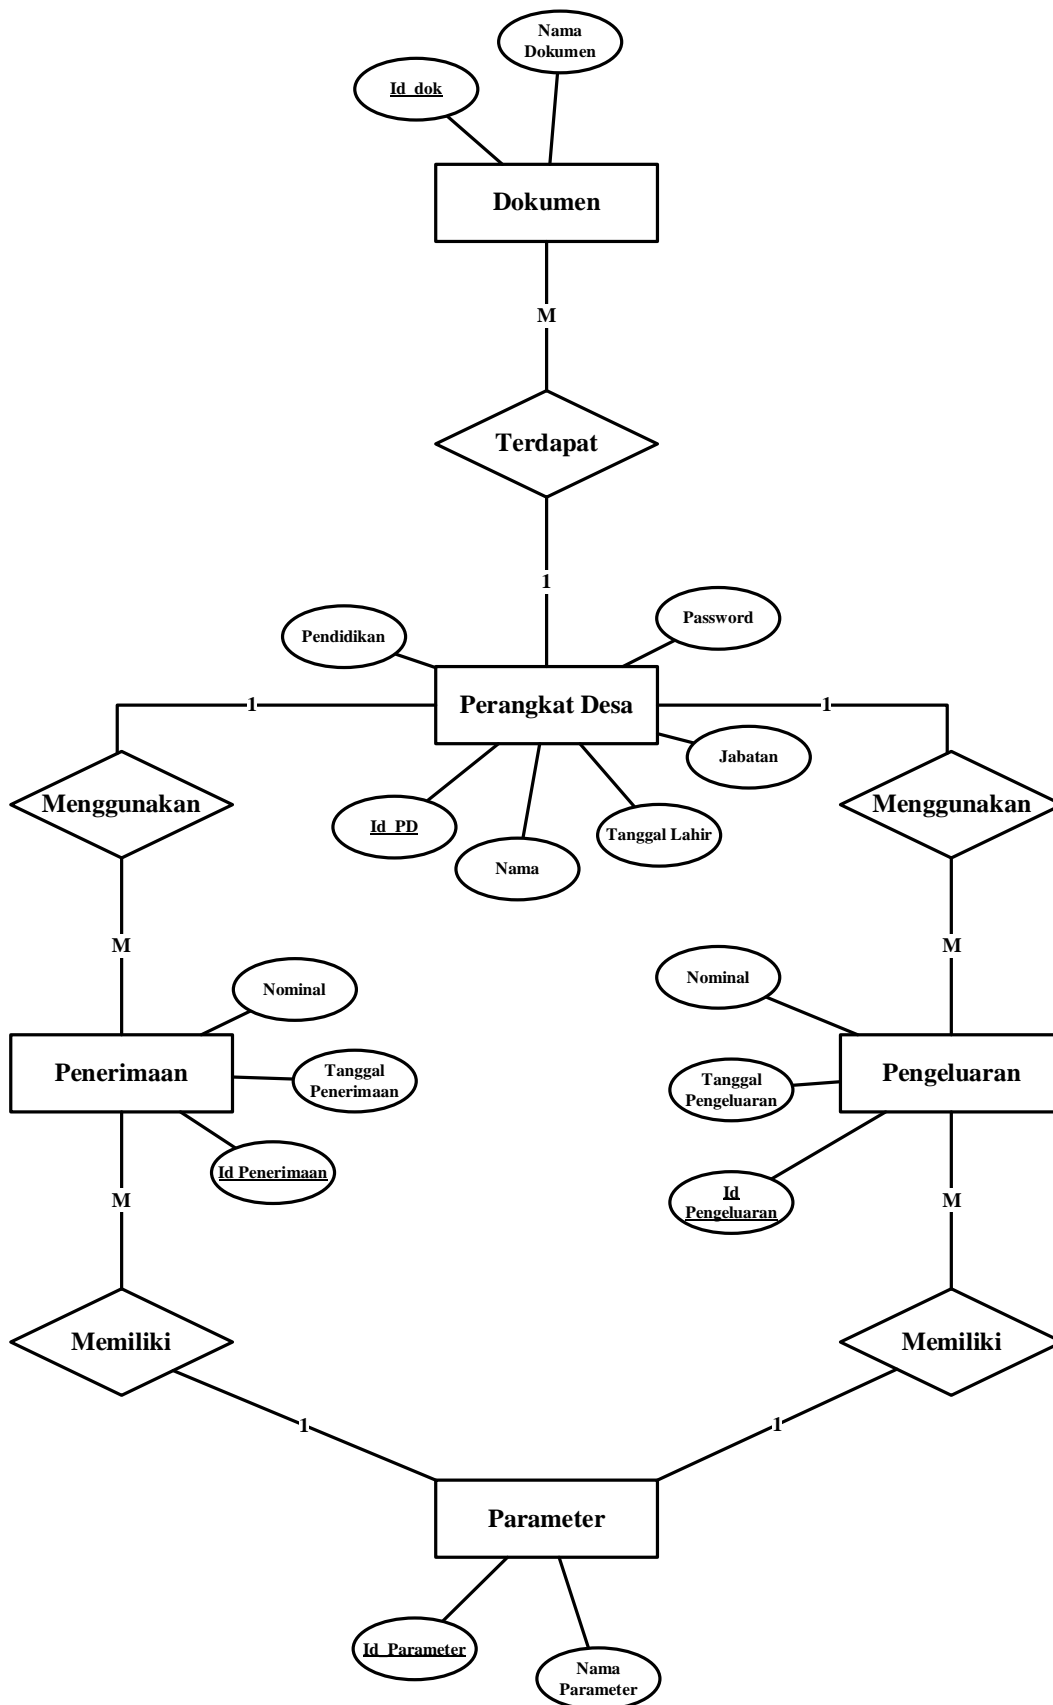 Nama
Dokumen
Id_dok
Dokumen
M
Terdapat
1
Pendidikan
Password
1
Perangkat Desa
1
Jabatan
Menggunakan
Id_PD
Nama
Tanggal Lahir
Menggunakan
M
M
Nominal
Nominal
Penerimaan
Tanggal
Penerimaan
Tanggal
Pengeluaran
Pengeluaran
Id Penerimaan
Id
Pengeluaran
M
M
Memiliki
Memiliki
1
1
Parameter
Id_Parameter
Nama
Parameter